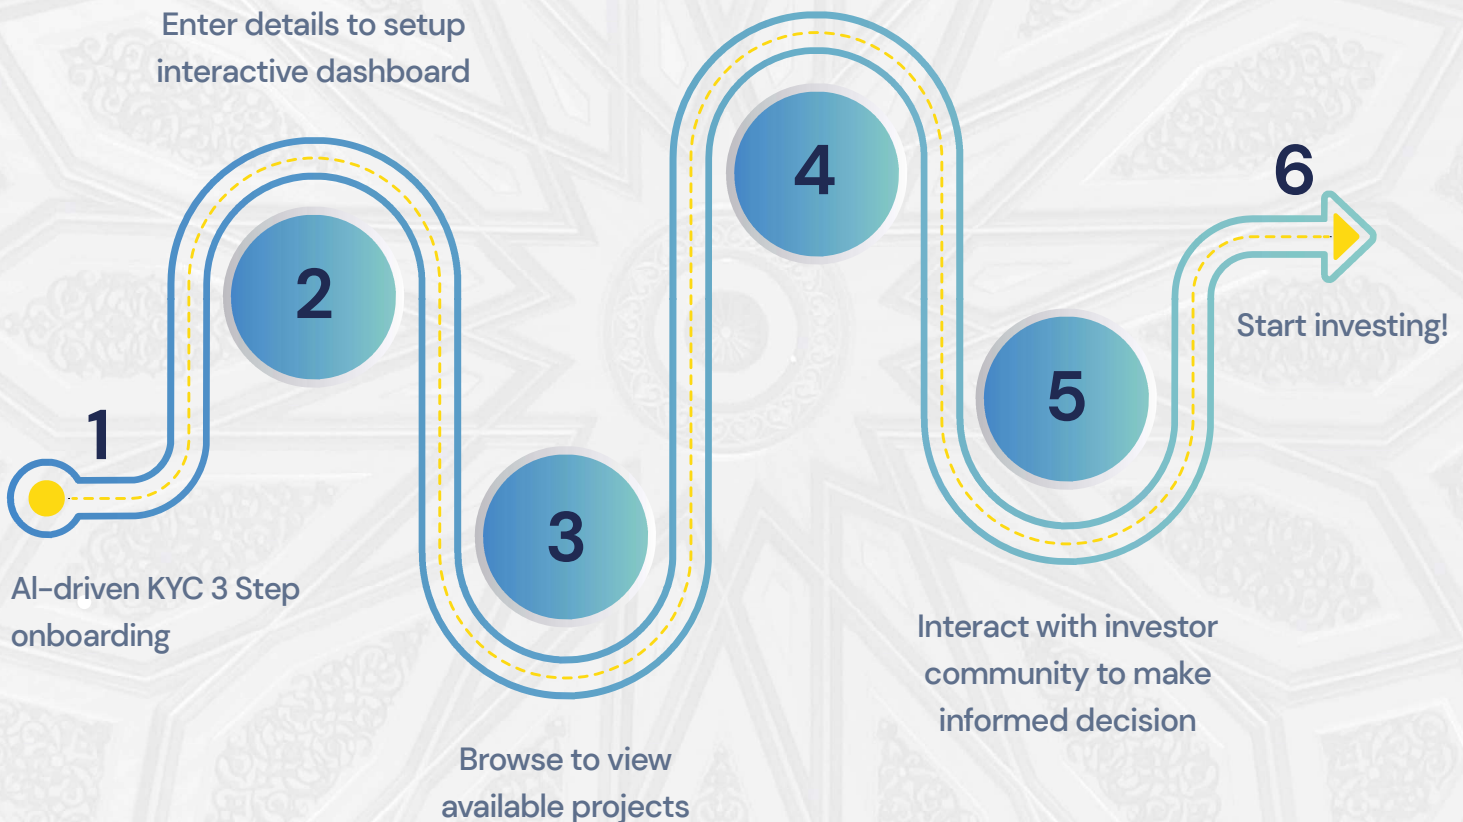 Enter details to setup
interactive dashboard
4
6
2
Start investing!
5
1
3
AI-driven KYC 3 Step
onboarding
Interact with investor
community to make
informed decision
Browse to view
available projects